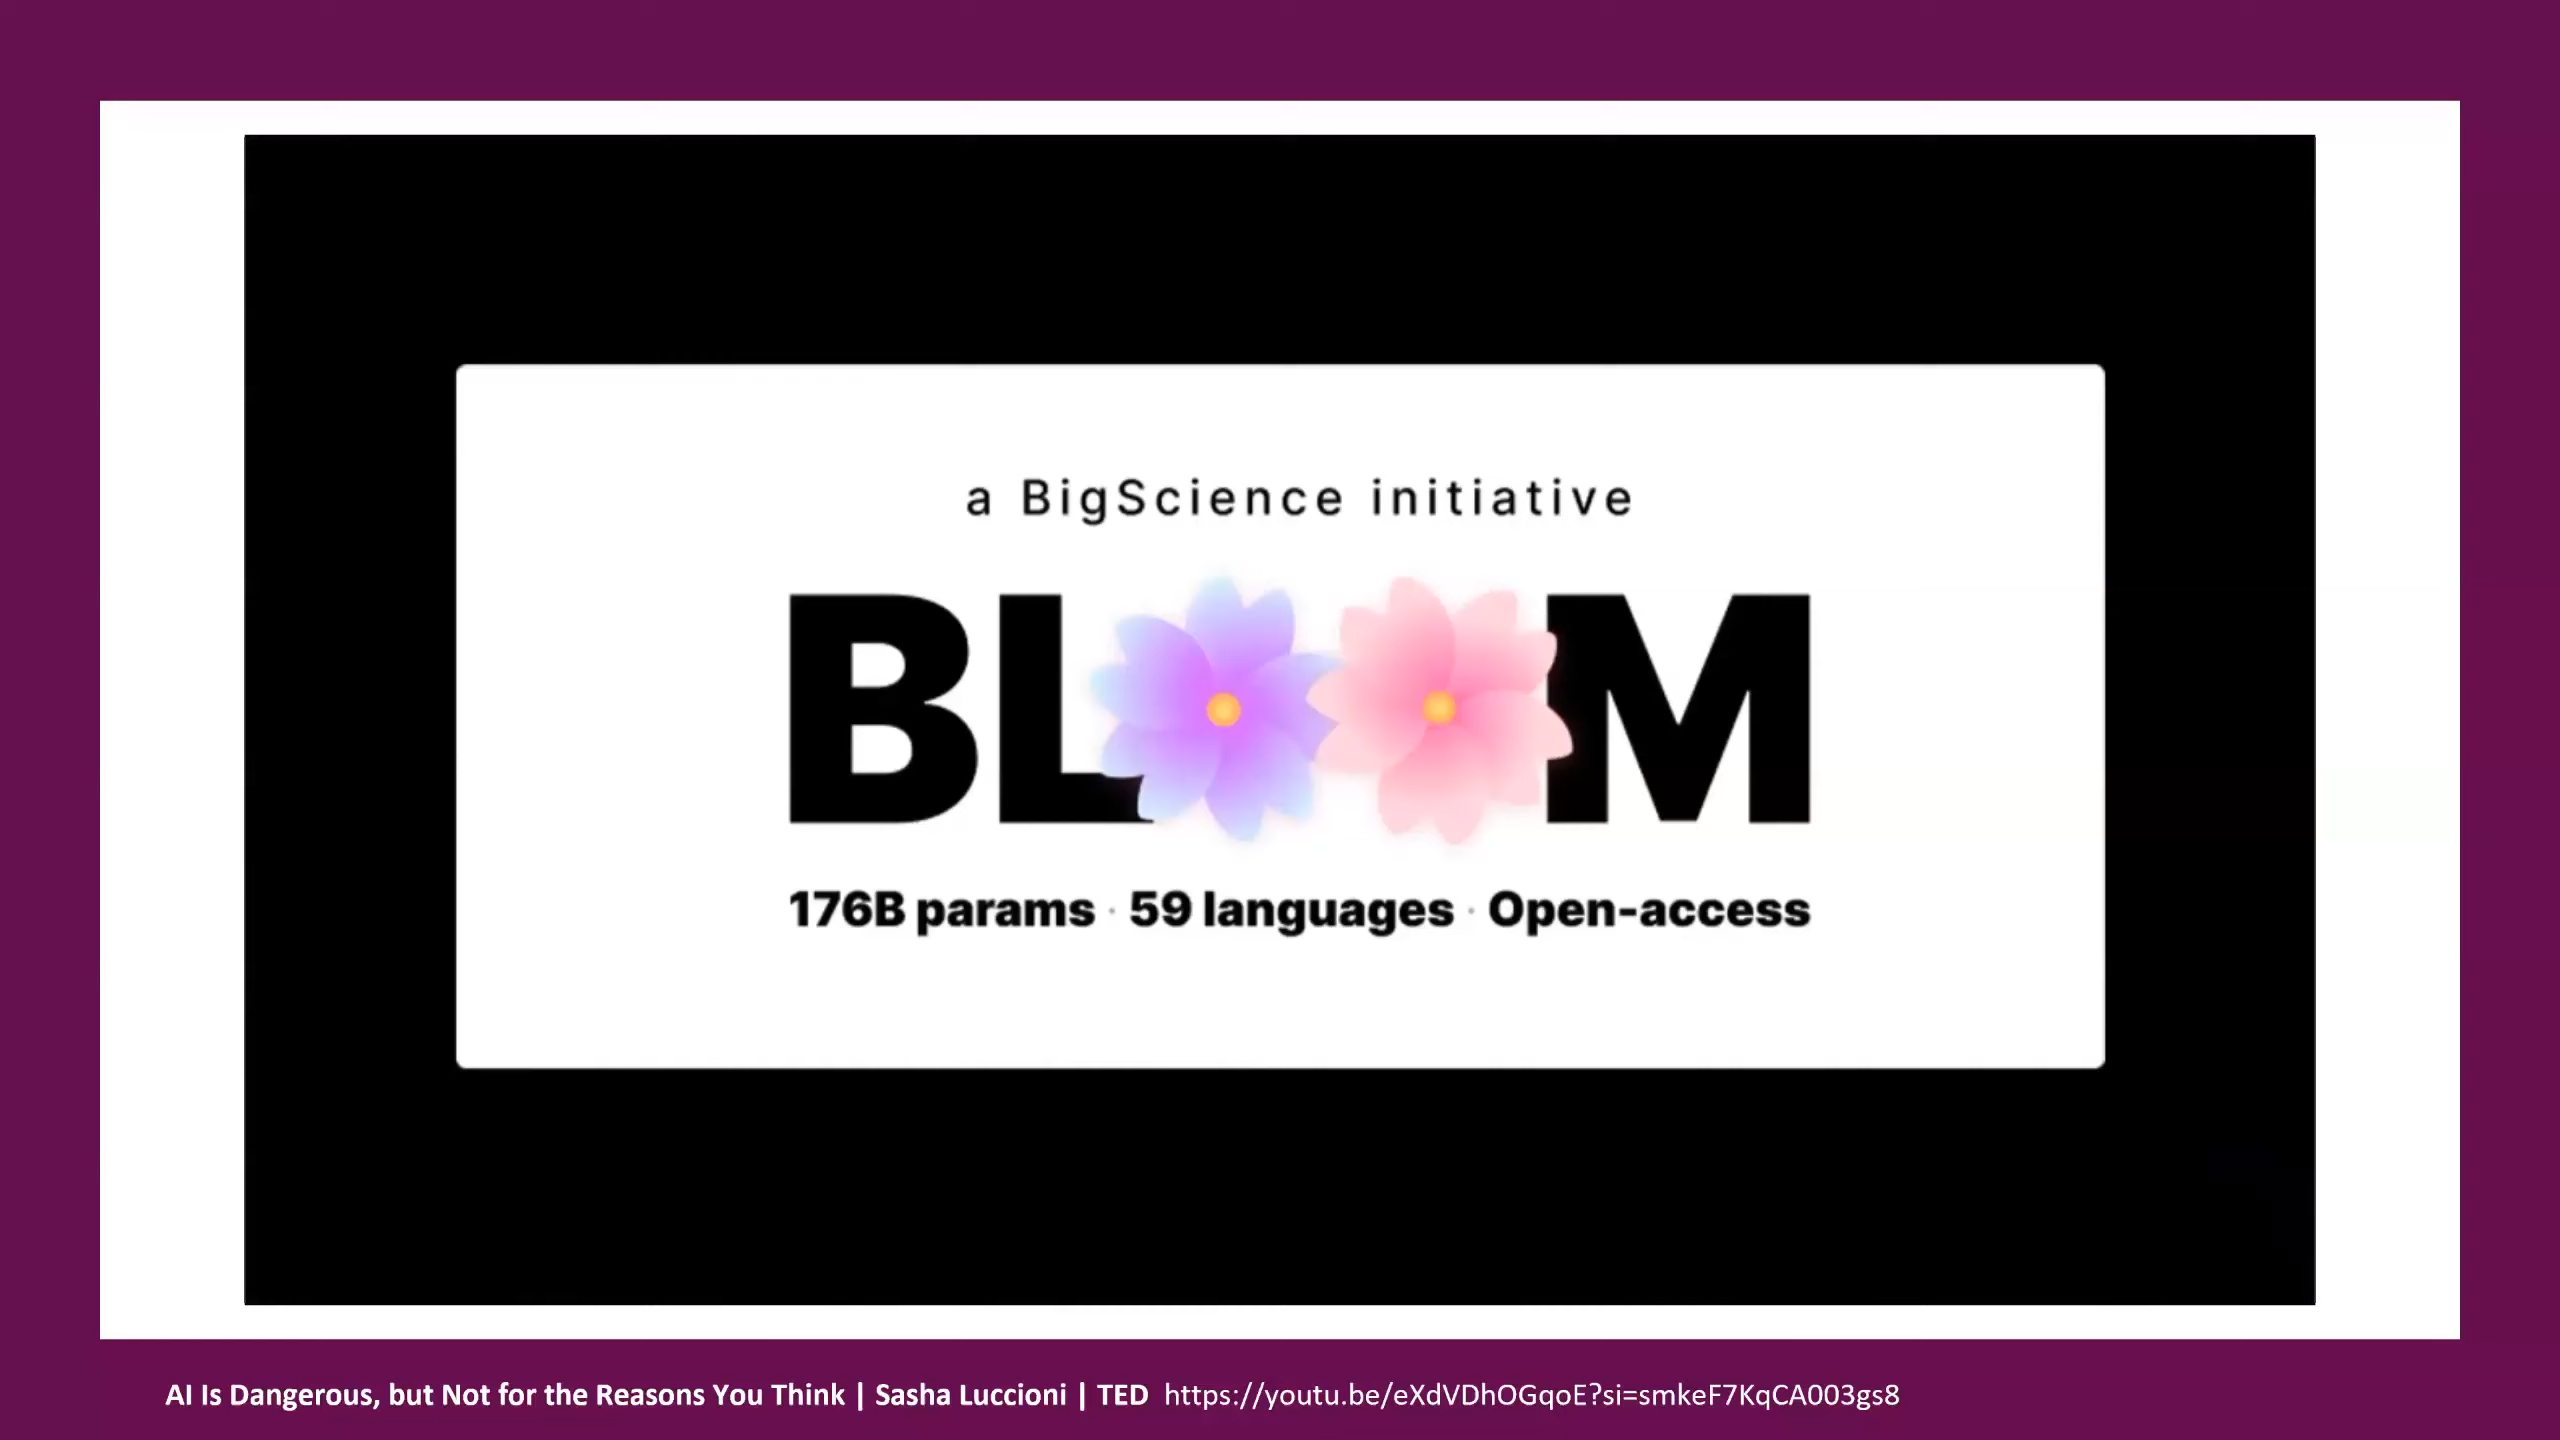 a BigScience initiative
BLOOM
176B params · 59 languages · Open-access
AI Is Dangerous, but Not for the Reasons You Think | Sasha Luccioni | TED https://youtu.be/eXdVDhOGqoE?si=smkeF7KqCA003gs8